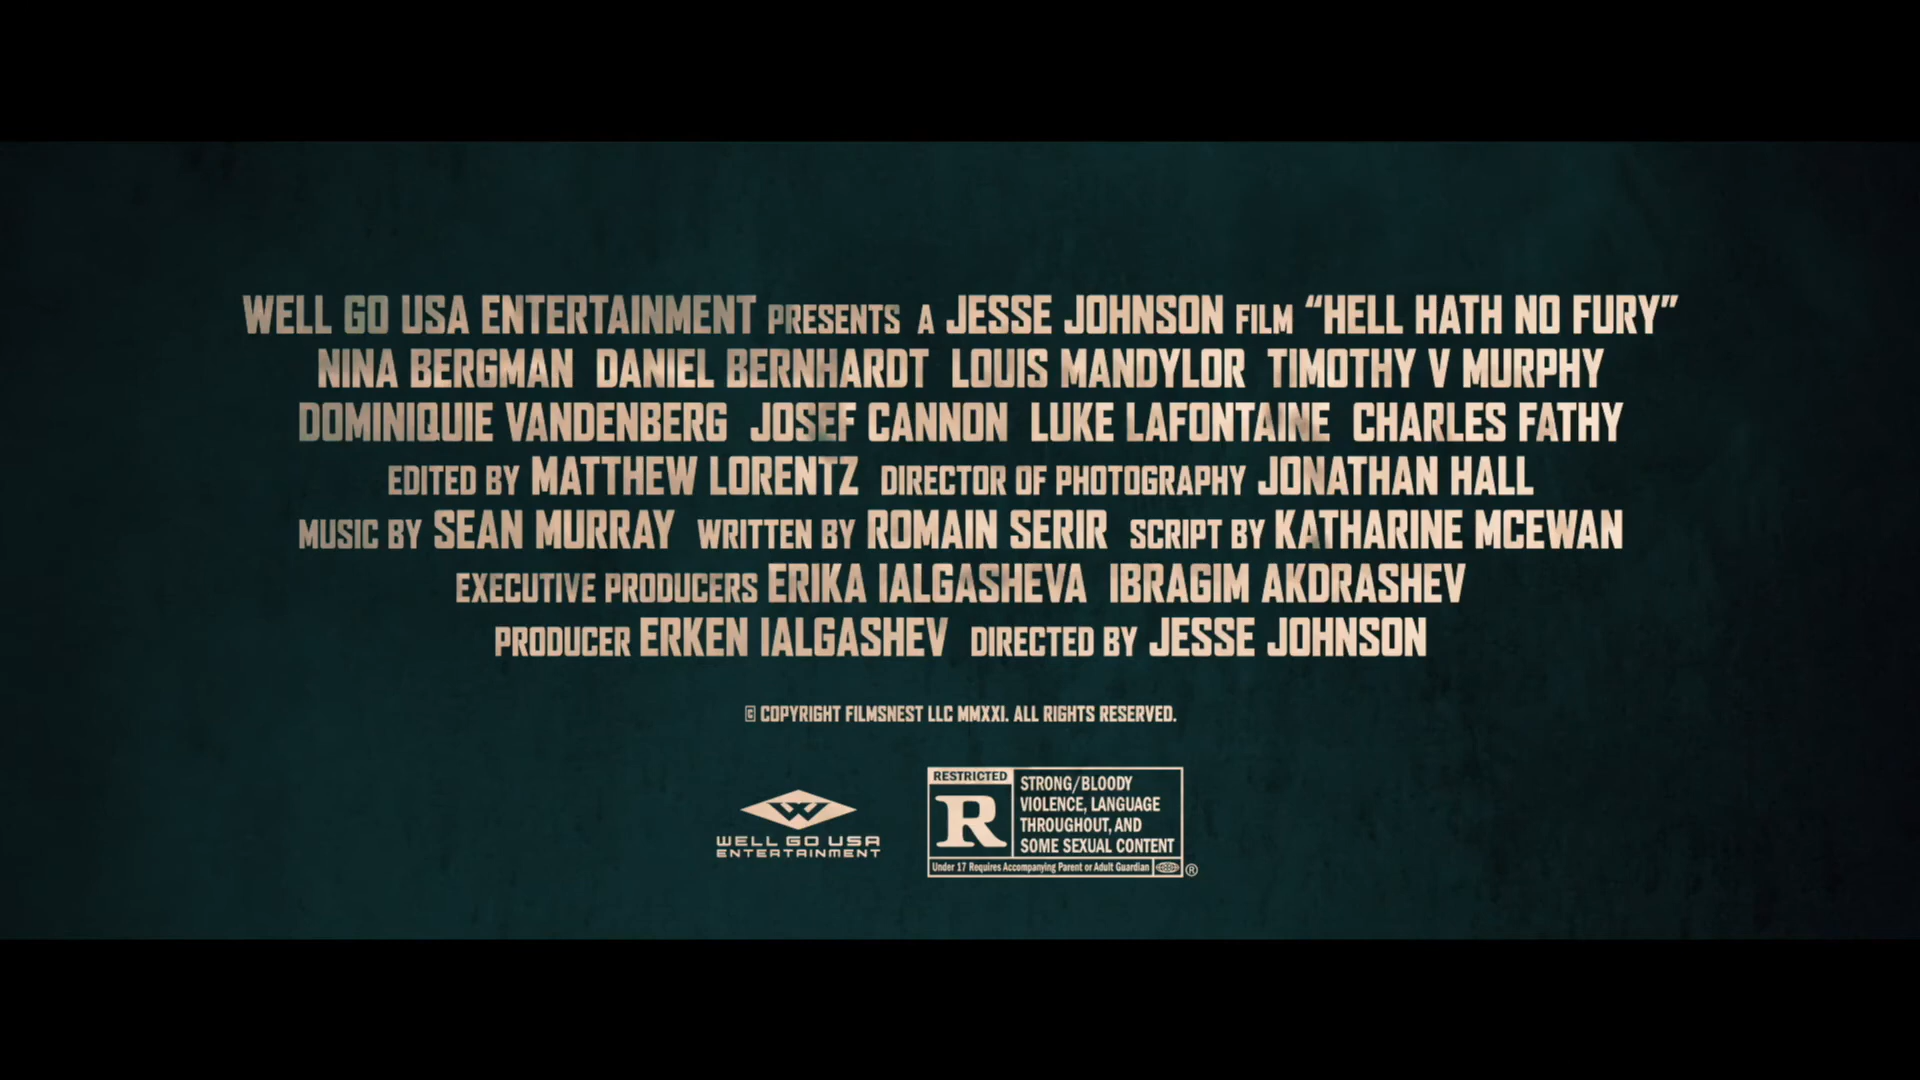 WELL GO USA ENTERTAINMENT PRESENTS A JESSE JOHNSON FILM “HELL HATH NO FURY”
NINA BERGMAN DANIEL BERNHARDT LOUIS MANDYLOR TIMOTHY V MURPHY
DOMINIQUIE VANDENBERG JOSEF CANNON LUKE LAFONTAINE CHARLES FATHY
EDITED BY MATTHEW LORENTZ DIRECTOR OF PHOTOGRAPHY JONATHAN HALL
MUSIC BY SEAN MURRAY WRITTEN BY ROMAIN SERIR SCRIPT BY KATHARINE MCEWAN
EXECUTIVE PRODUCERS ERIKA IALGASHEVA IBRAGIM AKDRASHEV
PRODUCER ERKEN IALGASHEV DIRECTED BY JESSE JOHNSON
© COPYRIGHT FILMSNEST LLC MMXXI. ALL RIGHTS RESERVED.
WELL GO USA
ENTERTAINMENT
RESTRICTED
R
STRONG/BLOODY
VIOLENCE, LANGUAGE
THROUGHOUT, AND
SOME SEXUAL CONTENT
Under 17 Requires Accompanying Parent or Adult Guardian
®